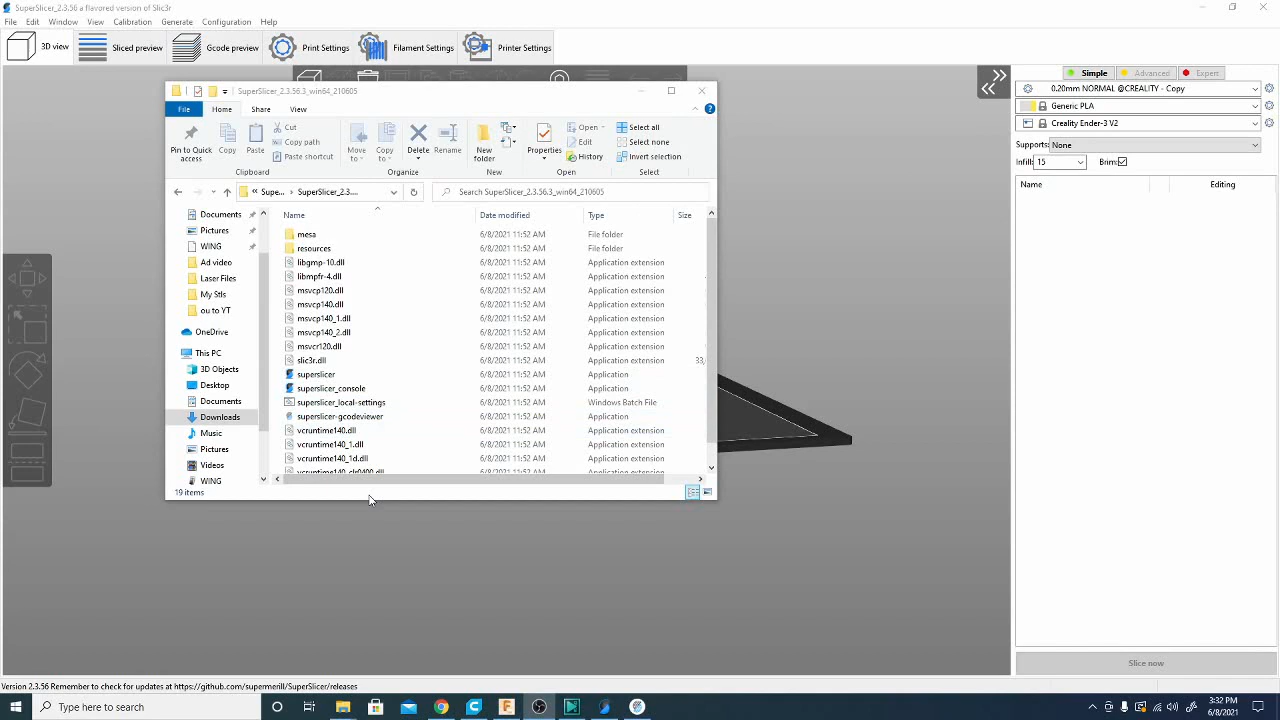 SuperSlicer_2.3.56 a flavored version of Slic3r
File Edit Window View Calibration Generate Configuration Help
3D view Sliced preview Gcode preview Print Settings Filament Settings Printer Settings
Simple Advanced Expert
0.20mm NORMAL @CREALITY - Copy
Generic PLA
Creality Ender-3 V2
Supports: None
Infill: 15 Brim:
Name Editing
SuperSlicer_2.3.56.3_win64_210605
File Home Share View
Pin to Quick access
Copy
Paste
Cut
Copy path
Paste shortcut
Clipboard
Move to
Copy to
Delete
Rename
Organize
New folder
New
Properties
Open
Edit
History
Open
Select all
Select none
Invert selection
Select
« Supe... > SuperSlicer_2.3....
Search SuperSlicer_2.3.56.3_win64_210605
Documents
Pictures
WING
Ad video
Laser Files
My Stls
ou to YT
OneDrive
This PC
3D Objects
Desktop
Documents
Downloads
Music
Pictures
Videos
WING
Name Date modified Type Size
mesa 6/8/2021 11:52 AM File folder
resources 6/8/2021 11:52 AM File folder
libgmp-10.dll 6/8/2021 11:52 AM Application extension
libmpfr-4.dll 6/8/2021 11:52 AM Application extension
msvcp120.dll 6/8/2021 11:52 AM Application extension
msvcp140.dll 6/8/2021 11:52 AM Application extension
msvcp140_1.dll 6/8/2021 11:52 AM Application extension
msvcp140_2.dll 6/8/2021 11:52 AM Application extension
msvcr120.dll 6/8/2021 11:52 AM Application extension
slic3r.dll 6/8/2021 11:52 AM Application extension 33,
superslicer 6/8/2021 11:52 AM Application
superslicer_console 6/8/2021 11:52 AM Application
superslicer_local-settings 6/8/2021 11:52 AM Windows Batch File
superslicer-gcodeviewer 6/8/2021 11:52 AM Application
vcruntime140.dll 6/8/2021 11:52 AM Application extension
vcruntime140_1.dll 6/8/2021 11:52 AM Application extension
vcruntime140_1d.dll 6/8/2021 11:52 AM Application extension
vcruntime140_clr0400.dll 6/8/2021 11:52 AM Application extension
19 items
Slice now
Version 2.3.56 Remember to check for updates at https://github.com/supermerill/SuperSlicer/releases
Type here to search
3:32 PM
6/8/2021